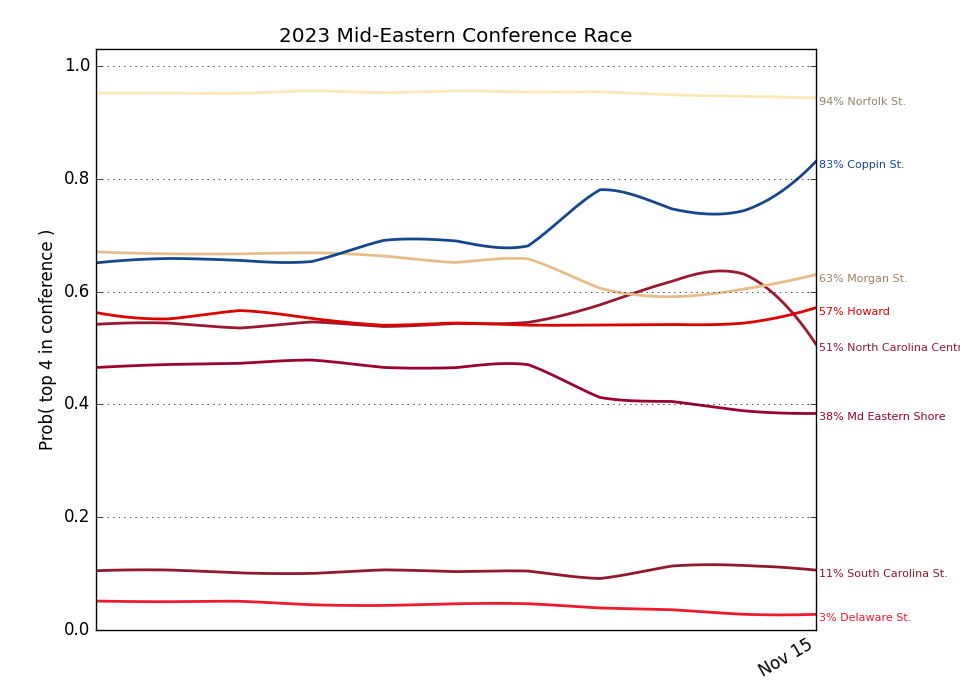 2023 Mid-Eastern Conference Race
1.0
0.8
0.6
0.4
0.2
0.0
Prob( top 4 in conference )
94% Norfolk St.
83% Coppin St.
63% Morgan St.
57% Howard
51% North Carolina Centr
38% Md Eastern Shore
11% South Carolina St.
3% Delaware St.
Nov 15